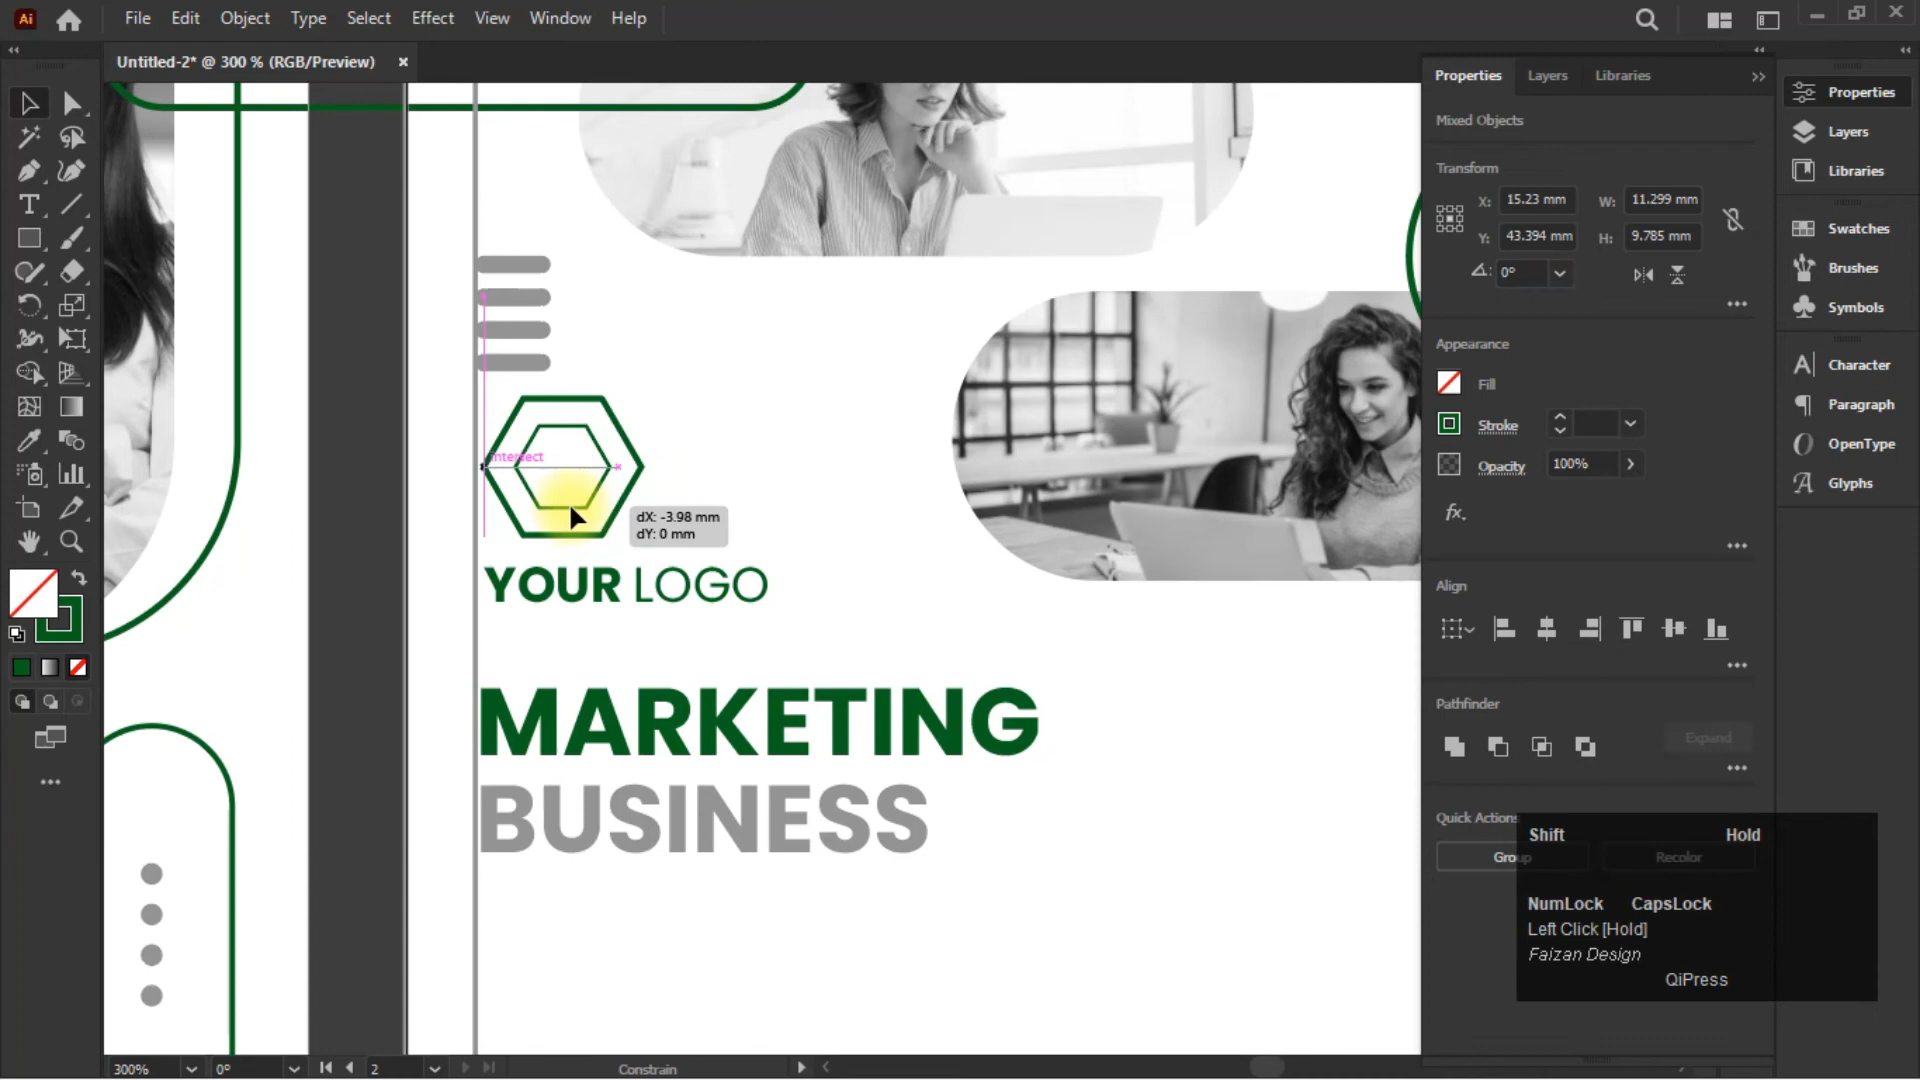 Ai File Edit Object Type Select Effect View Window Help
Untitled-2* @ 300 % (RGB/Preview)
Properties Layers Libraries
Mixed Objects
Transform
X: 15.23 mm W: 11.299 mm
Y: 43.394 mm H: 9.785 mm
0°
Appearance
Fill
Stroke
Opacity 100%
fx.
Align
Pathfinder
Expand
Quick Actions
Group Recolor
Properties
Layers
Libraries
Swatches
Brushes
Symbols
Character
Paragraph
OpenType
Glyphs
intersect
dX: -3.98 mm
dY: 0 mm
YOUR LOGO
MARKETING
BUSINESS
Shift Hold
NumLock CapsLock
Left Click [Hold]
Faizan Design
QiPress
300% 0° 2 Constrain